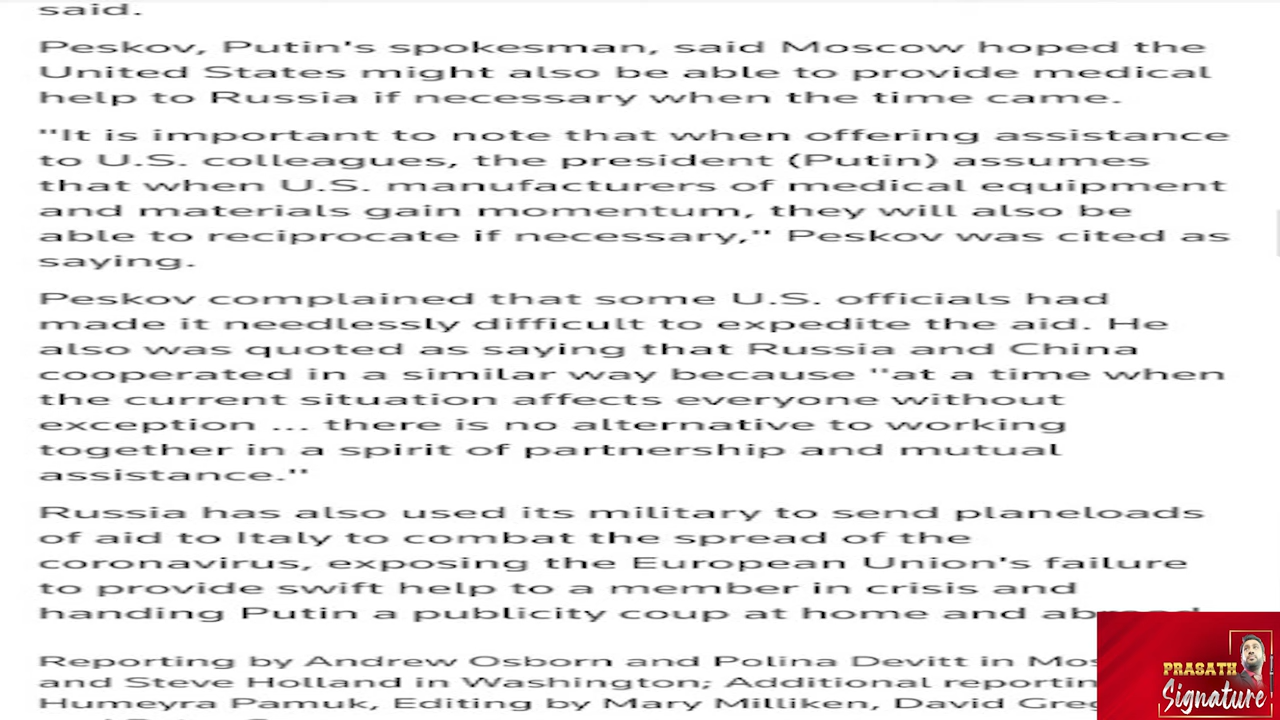 said.
Peskov, Putin's spokesman, said Moscow hoped the
United States might also be able to provide medical
help to Russia if necessary when the time came.
"It is important to note that when offering assistance
to U.S. colleagues, the president (Putin) assumes
that when U.S. manufacturers of medical equipment
and materials gain momentum, they will also be
able to reciprocate if necessary," Peskov was cited as
saying.
Peskov complained that some U.S. officials had
made it needlessly difficult to expedite the aid. He
also was quoted as saying that Russia and China
cooperated in a similar way because "at a time when
the current situation affects everyone without
exception ... there is no alternative to working
together in a spirit of partnership and mutual
assistance."
Russia has also used its military to send planeloads
of aid to Italy to combat the spread of the
coronavirus, exposing the European Union's failure
to provide swift help to a member in crisis and
handing Putin a publicity coup at home and
Reporting by Andrew Osborn and Polina Devitt in
and Steve Holland in Washington; Additional
Humeyra Pamuk, Editing by Mary Milliken, David
PRASATH
Signature